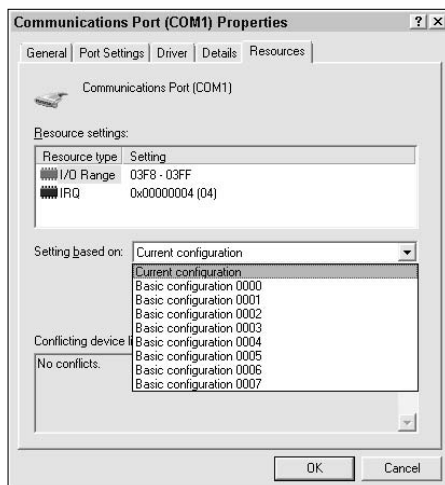 Communications Port (COM1) Properties
General Port Settings Driver Details Resources
Communications Port (COM1)
Resource settings:
Resource type Setting
I/O Range 03F8 - 03FF
IRQ 0x00000004 (04)
Setting based on: Current configuration
Current configuration
Basic configuration 0000
Basic configuration 0001
Basic configuration 0002
Basic configuration 0003
Basic configuration 0004
Basic configuration 0005
Basic configuration 0006
Basic configuration 0007
Conflicting device li
No conflicts.
OK Cancel